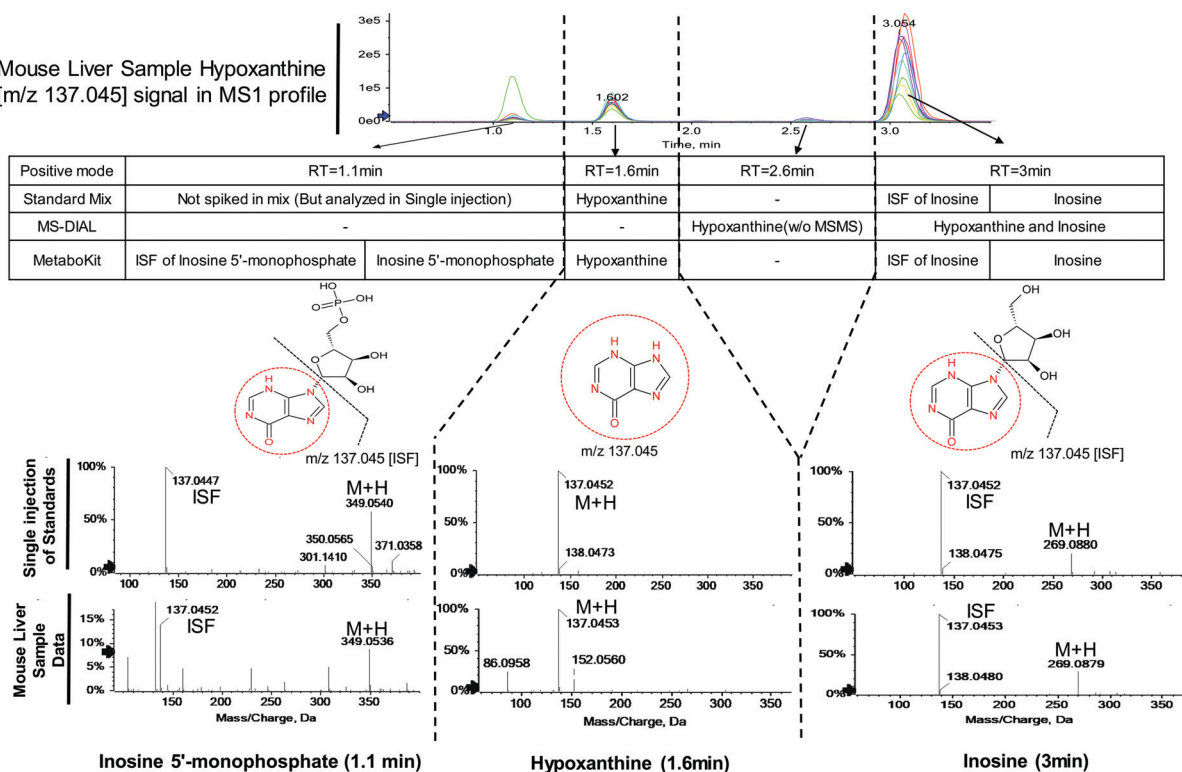 3e5
2e5
1e5
0e0
3.054
1.602
1.0
1.5
2.0
2.5
3.0
Time, min
Mouse Liver Sample Hypoxanthine
[m/z 137.045] signal in MS1 profile
Positive mode RT=1.1min RT=1.6min RT=2.6min RT=3min
Standard Mix Not spiked in mix (But analyzed in Single injection) Hypoxanthine - ISF of Inosine Inosine
MS-DIAL - - Hypoxanthine(w/o MSMS) Hypoxanthine and Inosine
MetaboKit ISF of Inosine 5'-monophosphate Inosine 5'-monophosphate Hypoxanthine - ISF of Inosine Inosine
HO
OH
P
O
OH
O
O
OH
OH
H
N
N
N
N
O
m/z 137.045 [ISF]
H
N
H
N
N
N
O
m/z 137.045
OH
O
OH
OH
H
N
N
N
N
O
m/z 137.045 [ISF]
Single injection
of Standards
100%
50%
0%
137.0447
ISF
M+H
349.0540
350.0565
301.1410
371.0358
150 200 250 300 350
100%
50%
0%
137.0452
M+H
138.0473
50 100 150 200 250 300 350
100%
50%
0%
137.0452
ISF
M+H
269.0880
138.0475
50 100 150 200 250 300 350
Mouse Liver
Sample
Data
15%
10%
5%
0%
137.0452
ISF
M+H
349.0536
100 150 200 250 300 350
Mass/Charge, Da
100%
50%
0%
M+H
137.0453
86.0958
152.0560
50 100 150 200 250 300 350
Mass/Charge, Da
100%
50%
0%
ISF
137.0453
M+H
269.0879
138.0480
50 100 150 200 250 300 350
Mass/Charge, Da
Inosine 5'-monophosphate (1.1 min)
Hypoxanthine (1.6min)
Inosine (3min)